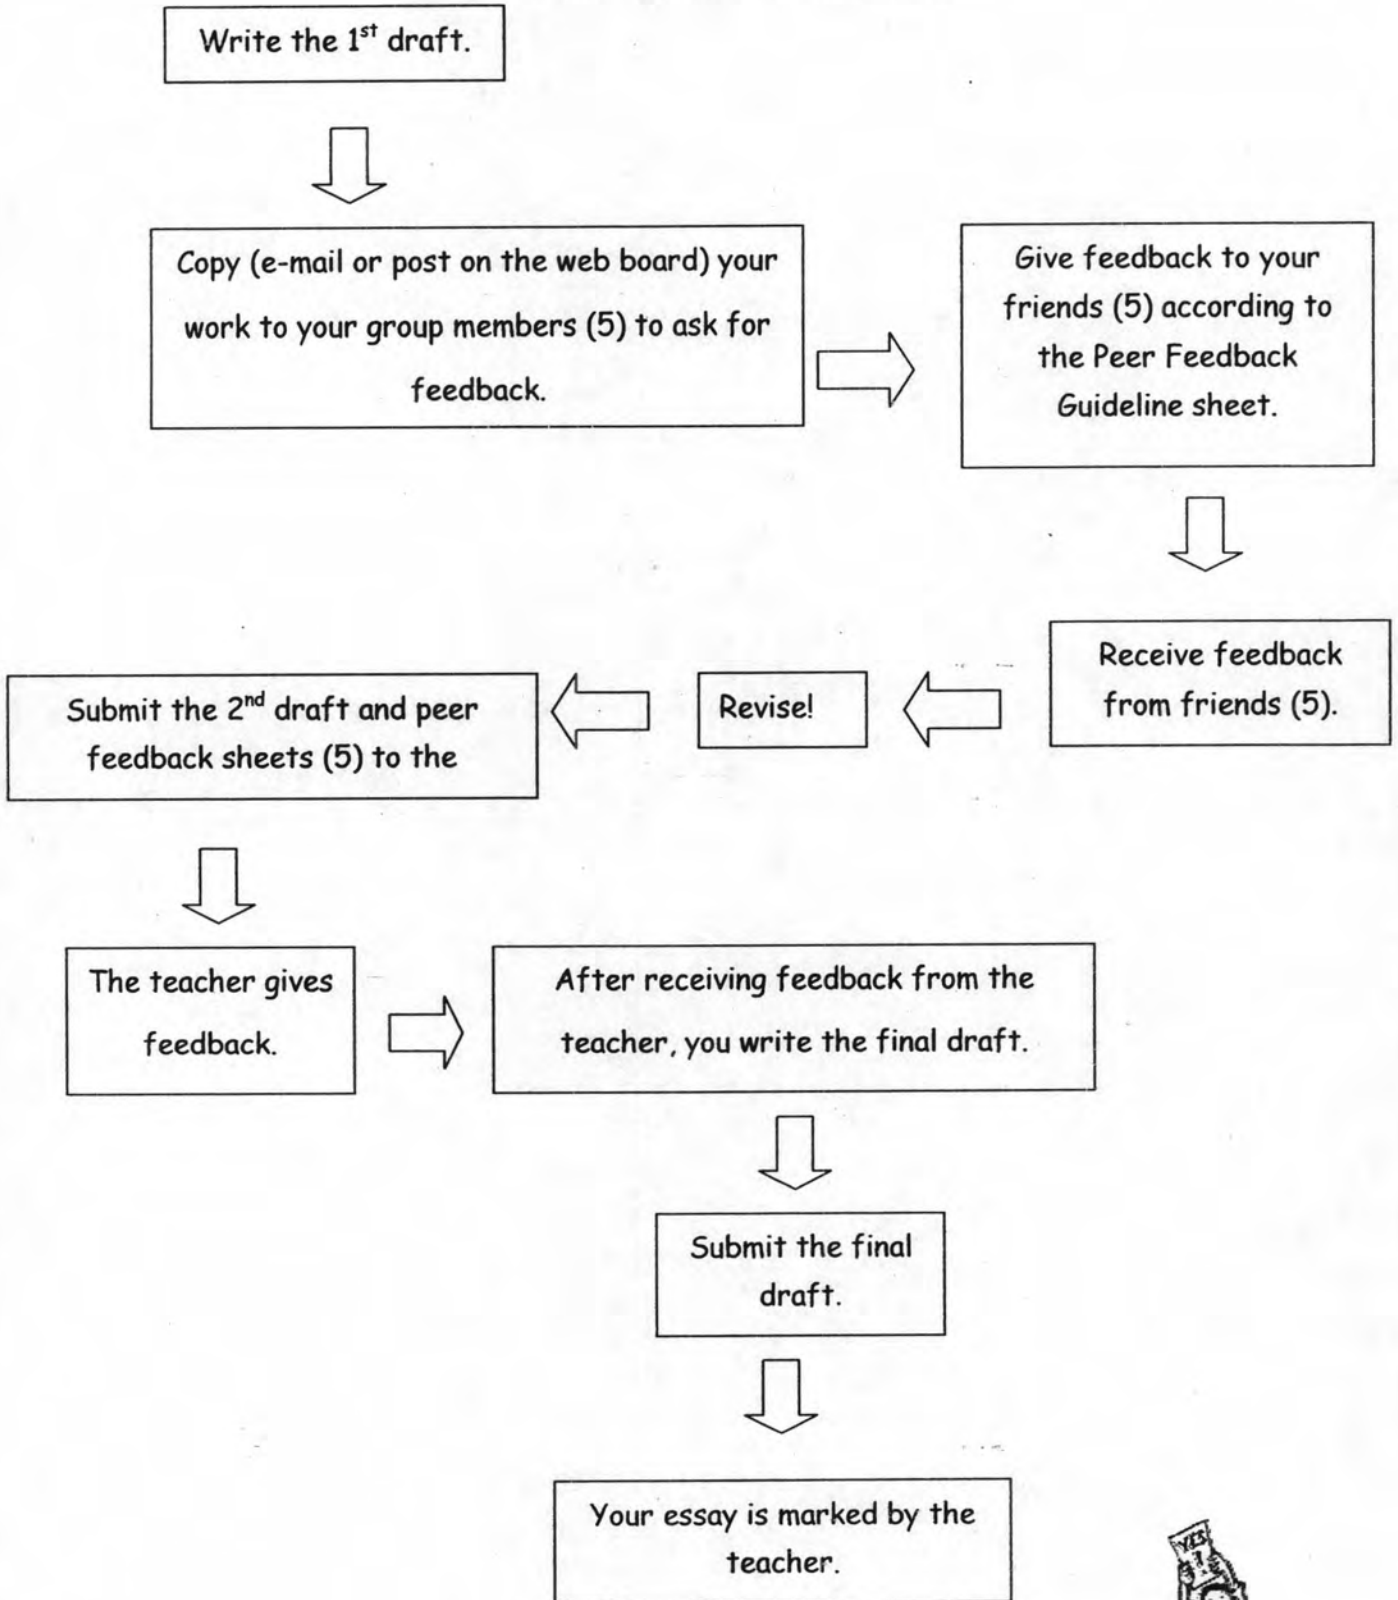 Write the 1st draft.
Copy (e-mail or post on the web board) your
work to your group members (5) to ask for
feedback.
Give feedback to your
friends (5) according to
the Peer Feedback
Guideline sheet.
Receive feedback
from friends (5).
Revise!
Submit the 2nd draft and peer
feedback sheets (5) to the
The teacher gives
feedback.
After receiving feedback from the
teacher, you write the final draft.
Submit the final
draft.
Your essay is marked by the
teacher.
YES
!